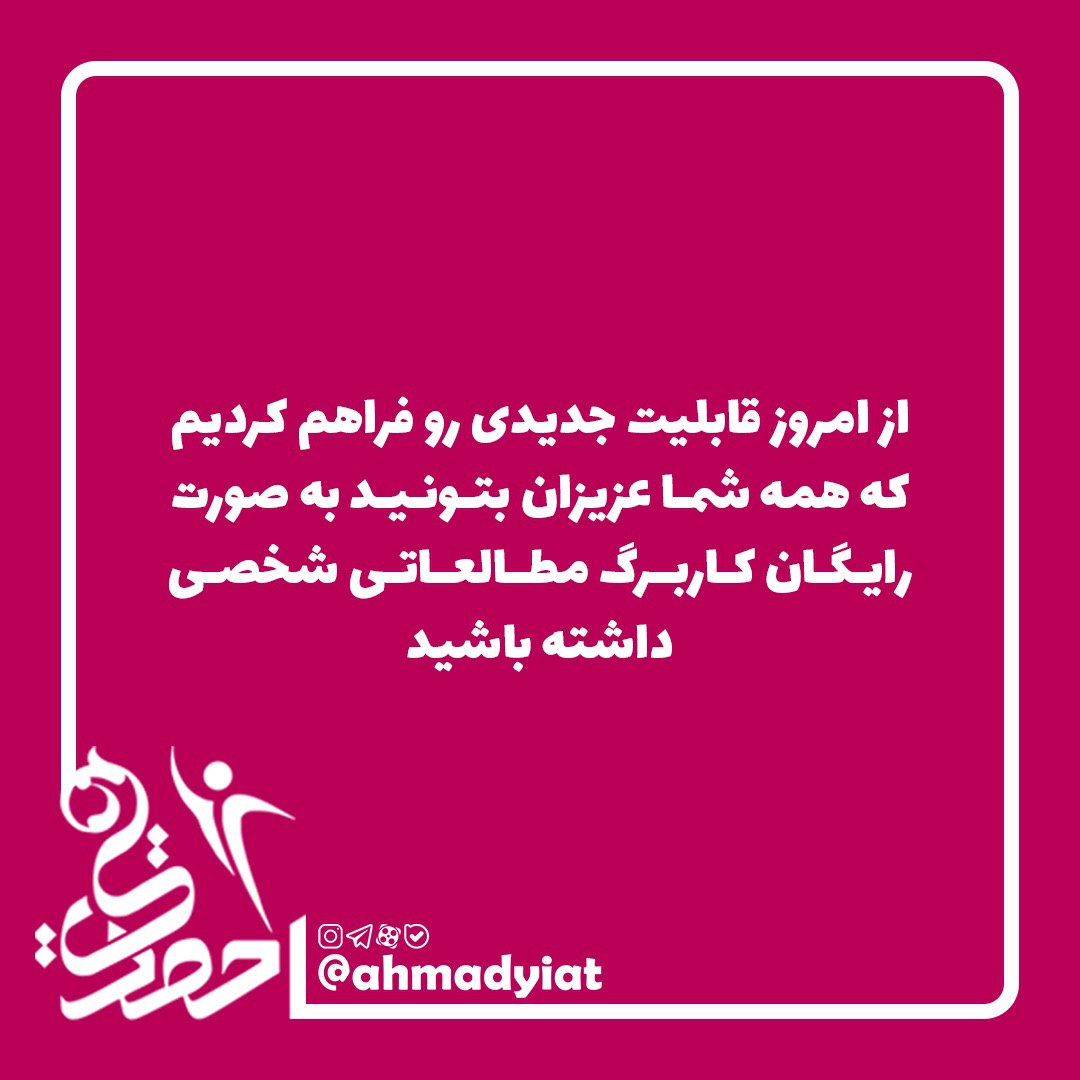 از امروز قابلیت جدیدی رو فراهم کردیم
که همه شما عزیزان بتونید به صورت
رایگان کاربرگ مطالعاتی شخصی
داشته باشید
@ahmadyiat